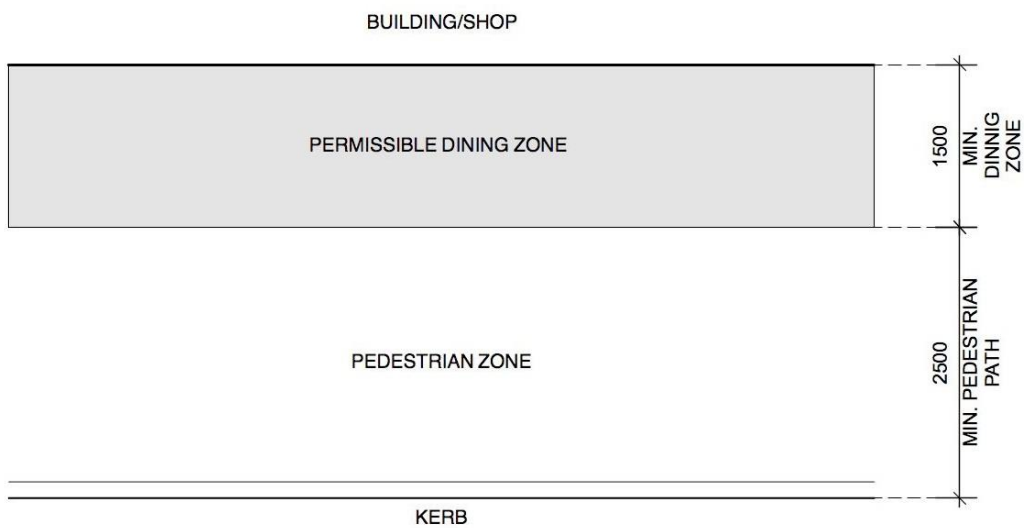 BUILDING/SHOP
PERMISSIBLE DINING ZONE
1500
MIN.
DINNIG
ZONE
PEDESTRIAN ZONE
2500
MIN. PEDESTRIAN
PATH
KERB